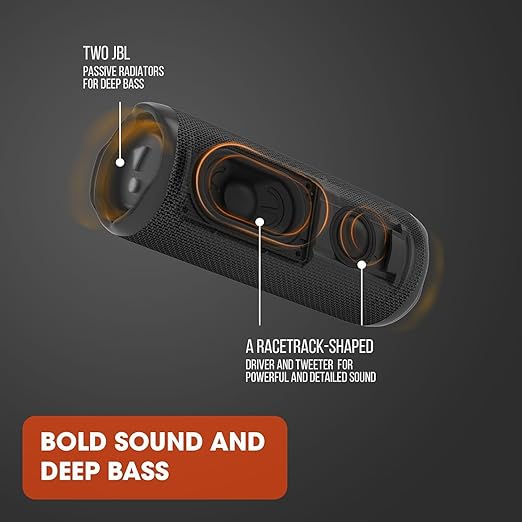 TWO JBL
PASSIVE RADIATORS
FOR DEEP BASS
A RACETRACK-SHAPED
DRIVER AND TWEETER FOR
POWERFUL AND DETAILED SOUND
BOLD SOUND AND
DEEP BASS